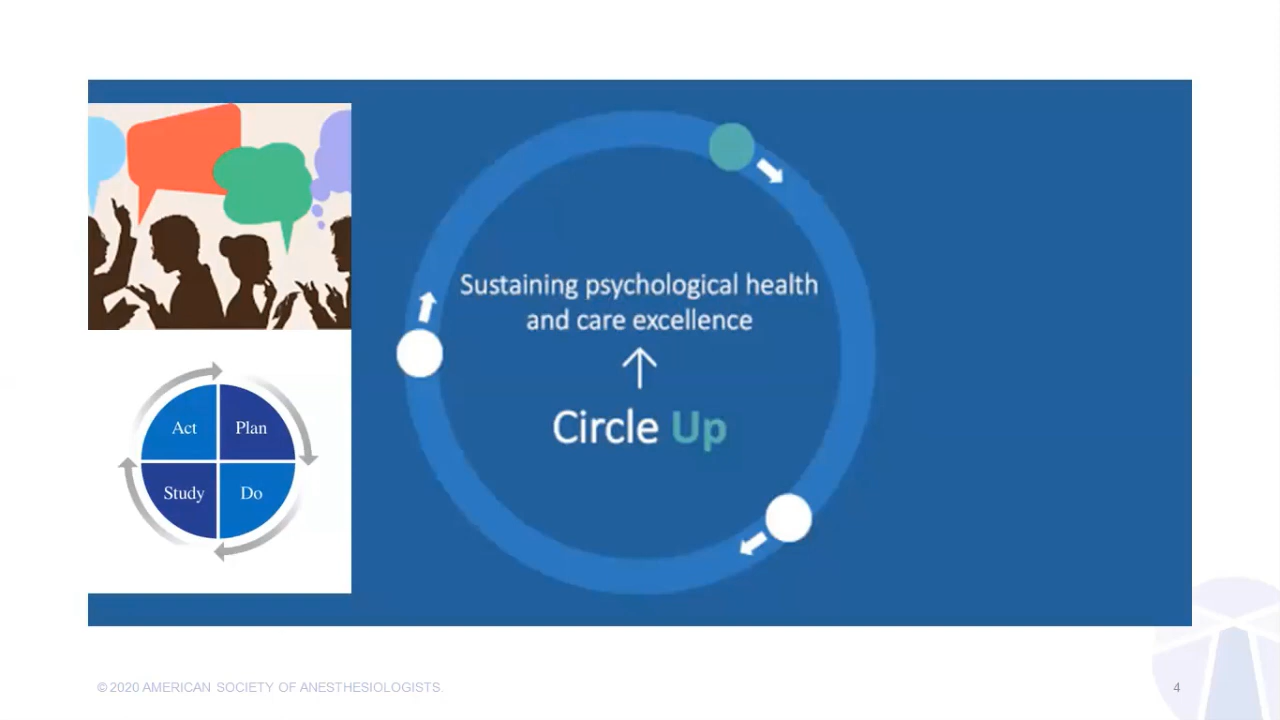 Sustaining psychological health
and care excellence
Circle Up
Act
Plan
Study
Do
© 2020 AMERICAN SOCIETY OF ANESTHESIOLOGISTS.
4